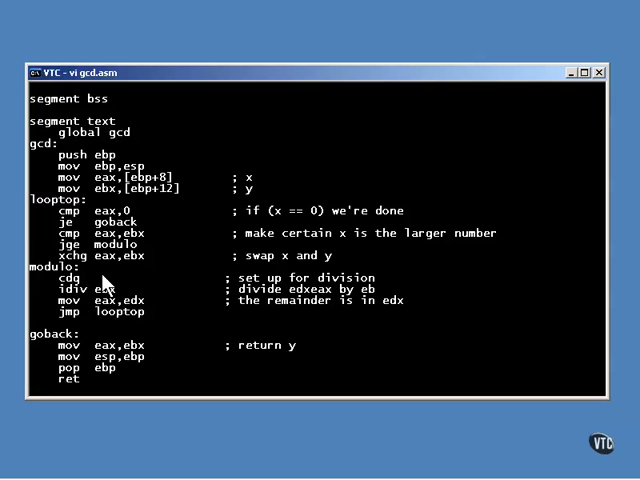 VTC - vi gcd.asm
segment bss
segment text
global gcd
gcd:
push ebp
mov ebp,esp
mov eax,[ebp+8] ; x
mov ebx,[ebp+12] ; y
looptop:
cmp eax,0 ; if (x == 0) we're done
je goback
cmp eax,ebx ; make certain x is the larger number
jge modulo
xchg eax,ebx ; swap x and y
modulo:
cdq ; set up for division
idiv ebx ; divide edxeax by eb
mov eax,edx ; the remainder is in edx
jmp looptop
goback:
mov eax,ebx ; return y
mov esp,ebp
pop ebp
ret
VTC